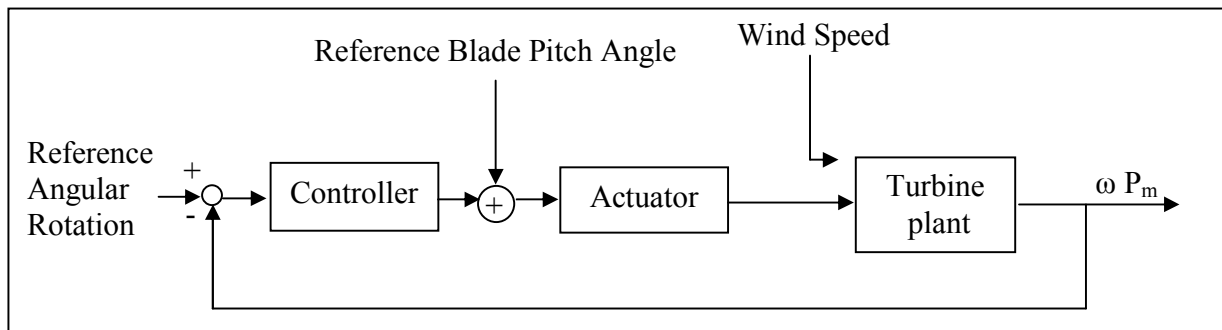 Wind Speed
Reference Blade Pitch Angle
Reference
Angular
Rotation
+
-
Controller
+
Actuator
Turbine
plant
ω Pm